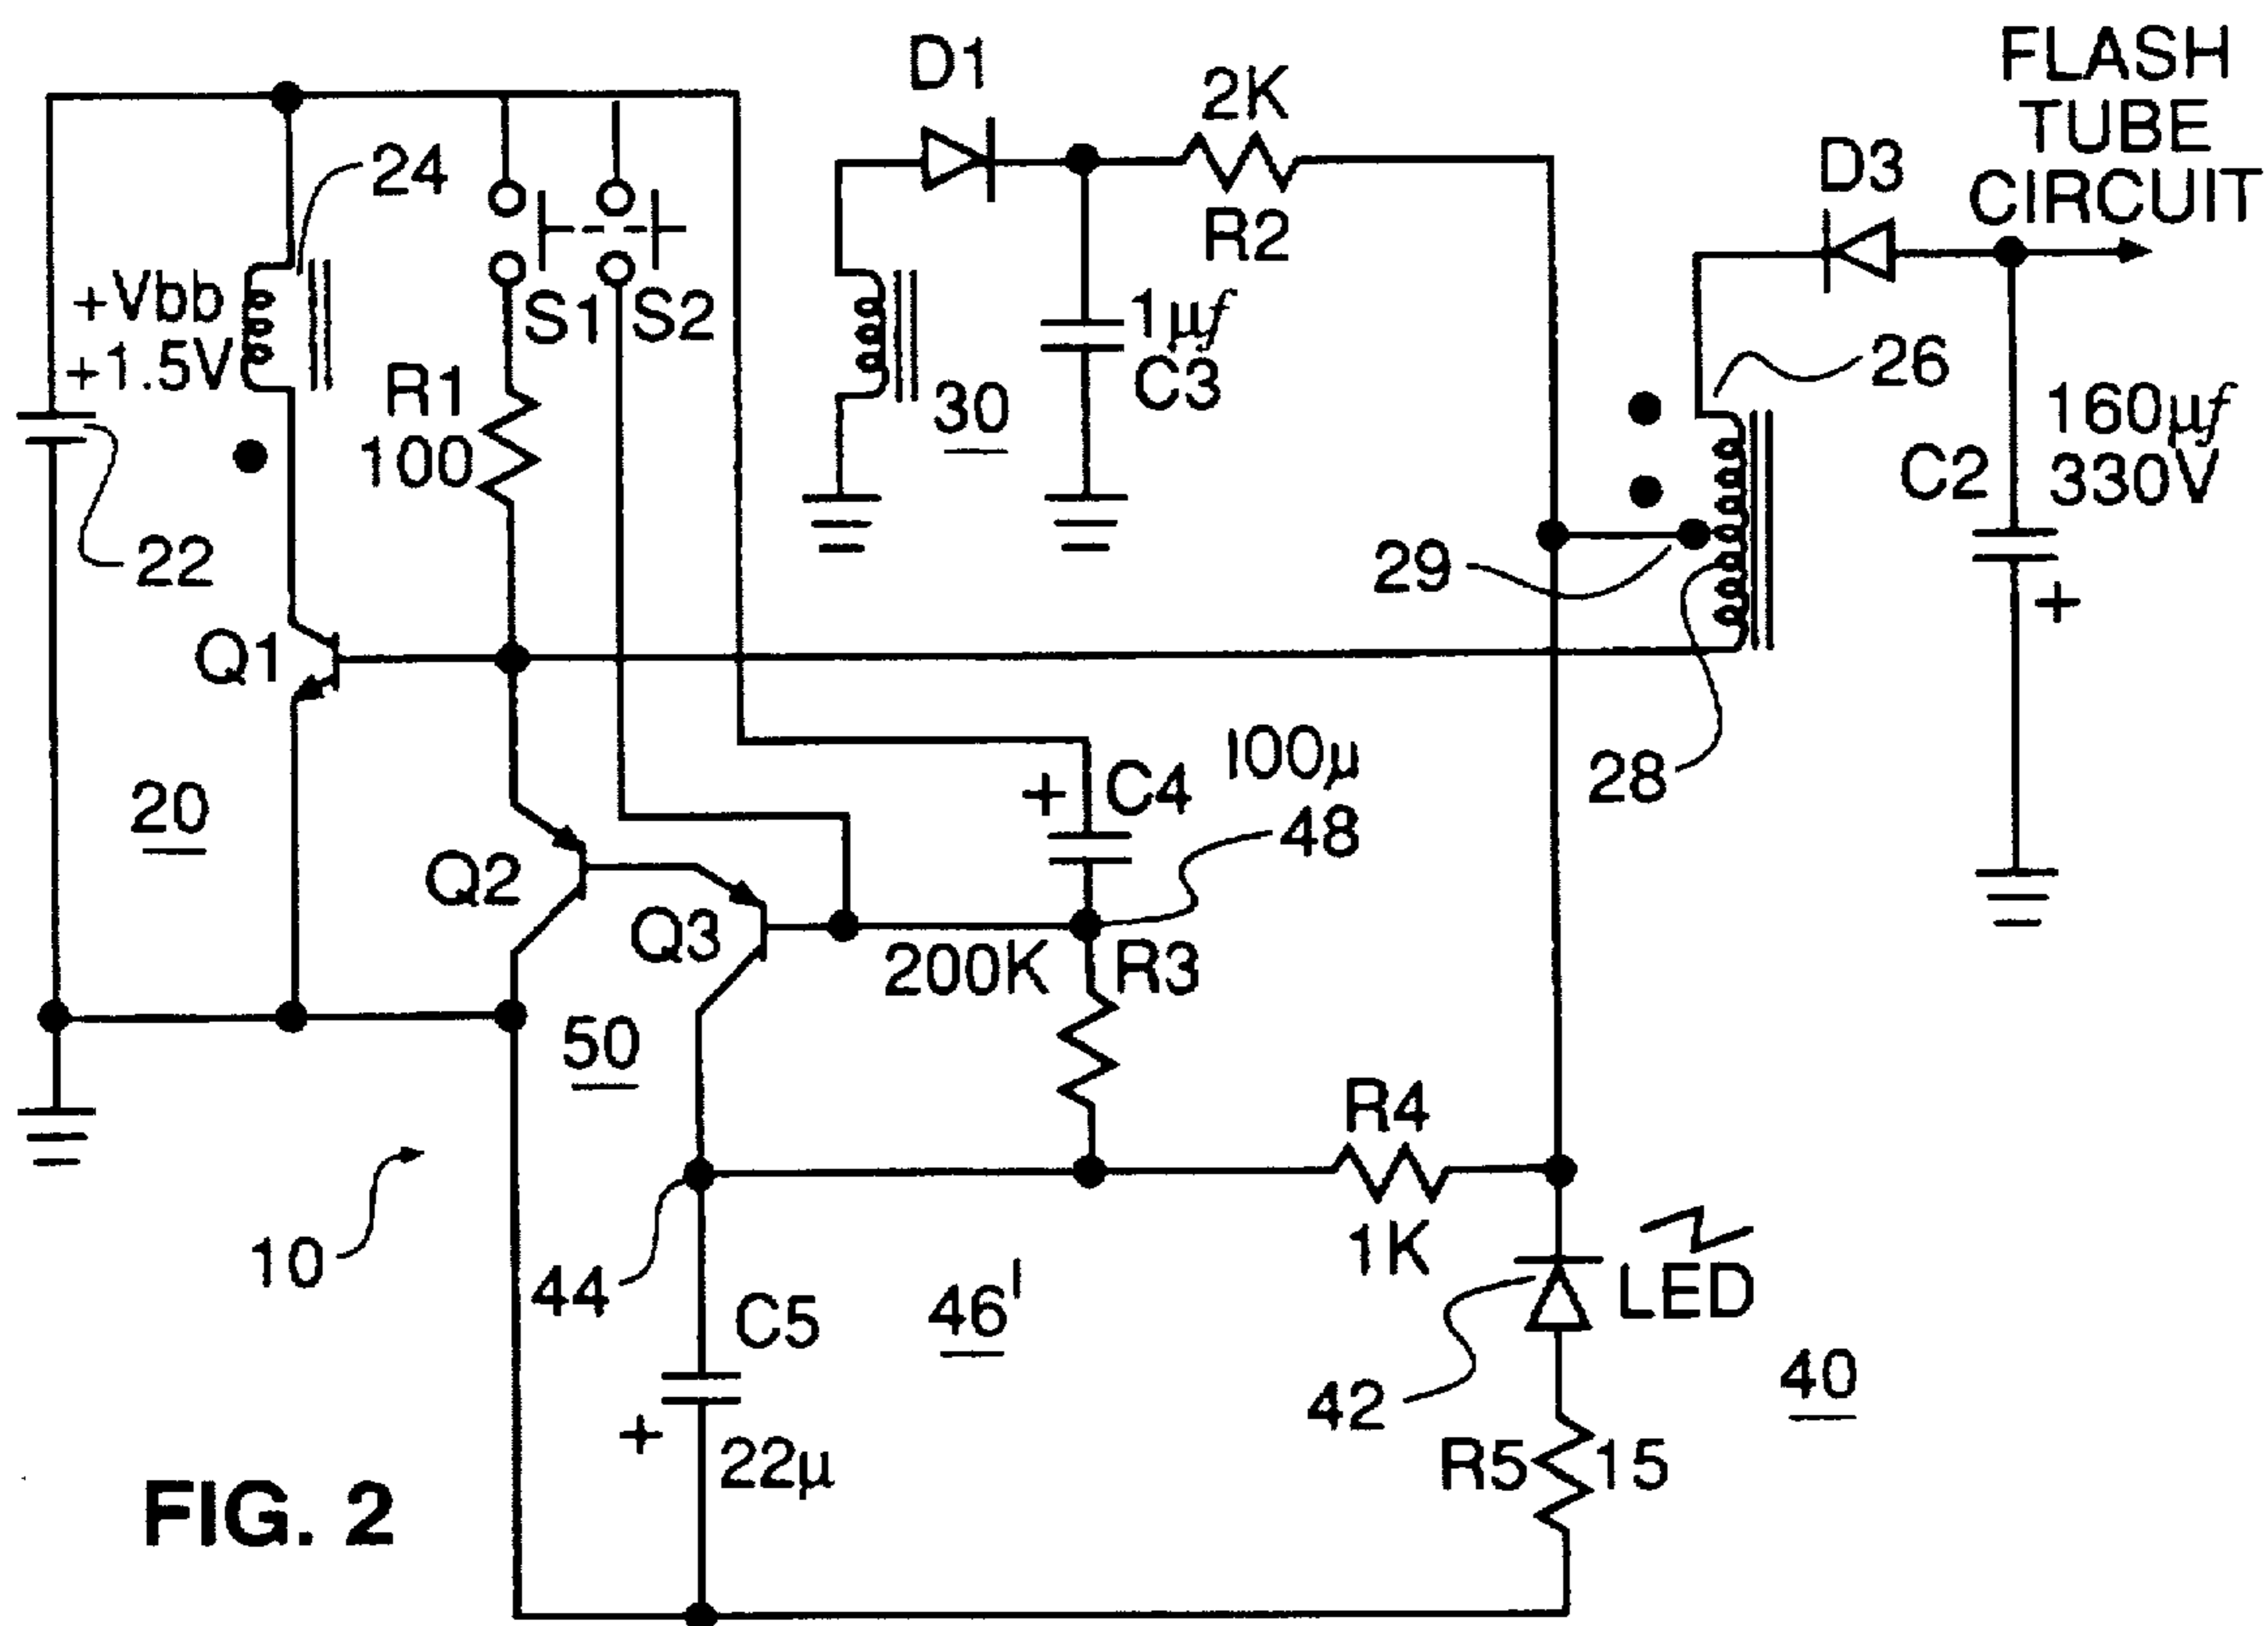 FLASH
TUBE
CIRCUIT
D1
2K
R2
D3
24
+Vbb
+1.5V
S1
S2
R1
100
1µf
C3
30
26
160µf
330V
C2
22
29
Q1
28
20
+
100µ
C4
+
48
Q2
Q3
200K
R3
50
R4
1K
10
44
C5
46'
LED
42
40
+
22µ
R5
15
FIG. 2